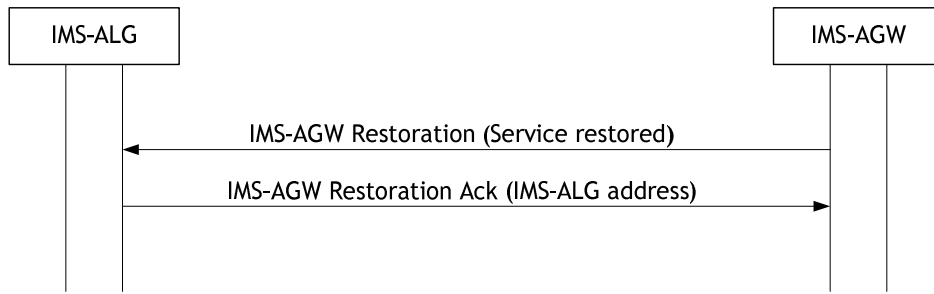 IMS-ALG
IMS-AGW
IMS-AGW Restoration (Service restored)
IMS-AGW Restoration Ack (IMS-ALG address)